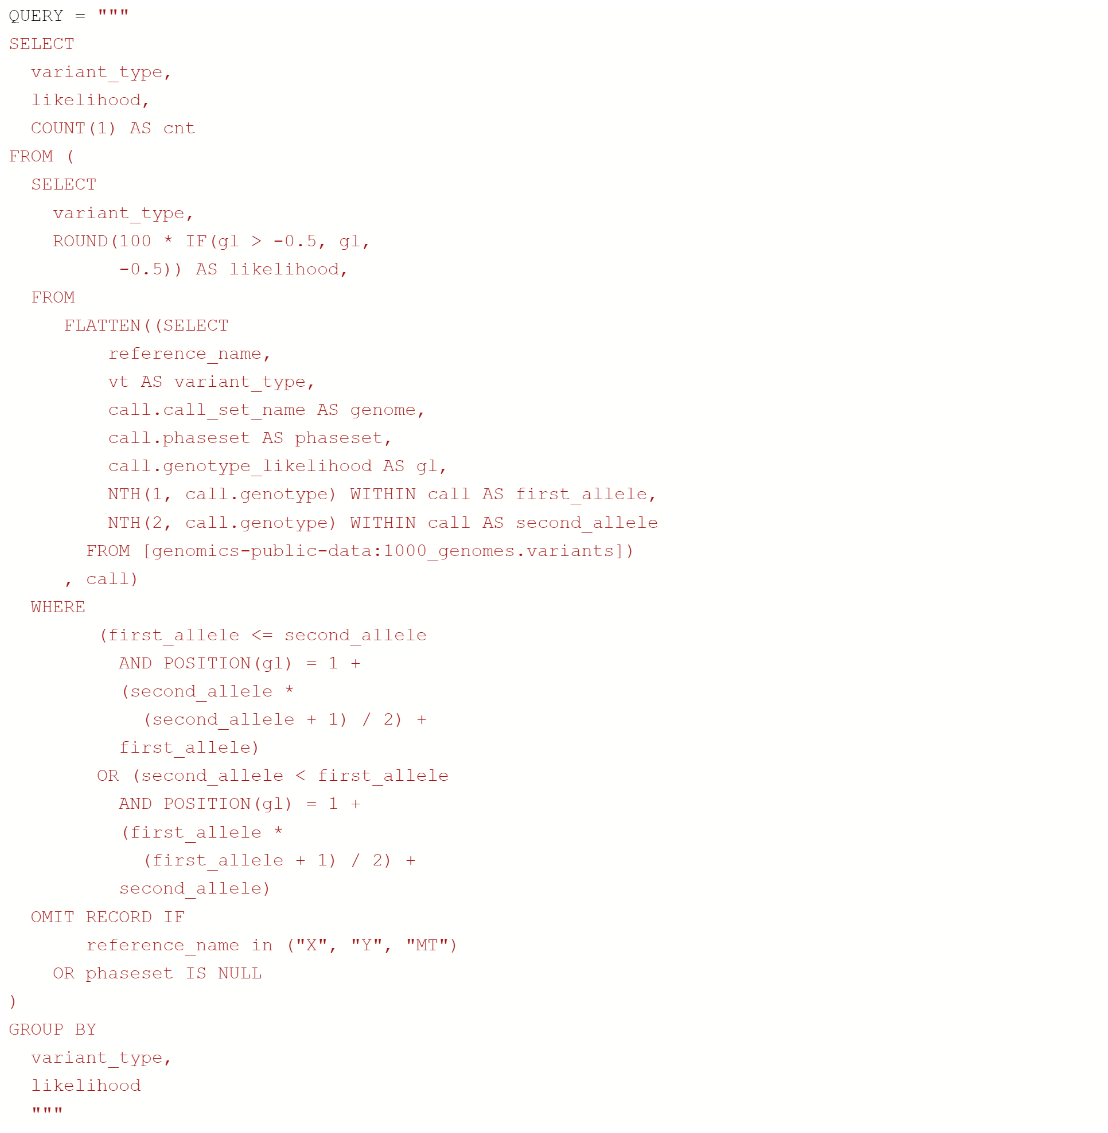 QUERY = """
SELECT
  variant_type,
  likelihood,
  COUNT(1) AS cnt
FROM (
  SELECT
    variant_type,
    ROUND(100 * IF(gl > -0.5, gl,
          -0.5)) AS likelihood,
  FROM
     FLATTEN((SELECT
         reference_name,
         vt AS variant_type,
         call.call_set_name AS genome,
         call.phaseset AS phaseset,
         call.genotype_likelihood AS gl,
         NTH(1, call.genotype) WITHIN call AS first_allele,
         NTH(2, call.genotype) WITHIN call AS second_allele
       FROM [genomics-public-data:1000_genomes.variants])
     , call)
  WHERE
        (first_allele <= second_allele
          AND POSITION(gl) = 1 +
          (second_allele *
            (second_allele + 1) / 2) +
          first_allele)
        OR (second_allele < first_allele
          AND POSITION(gl) = 1 +
          (first_allele *
            (first_allele + 1) / 2) +
          second_allele)
  OMIT RECORD IF
       reference_name in ("X", "Y", "MT")
    OR phaseset IS NULL
)
GROUP BY
  variant_type,
  likelihood
  """